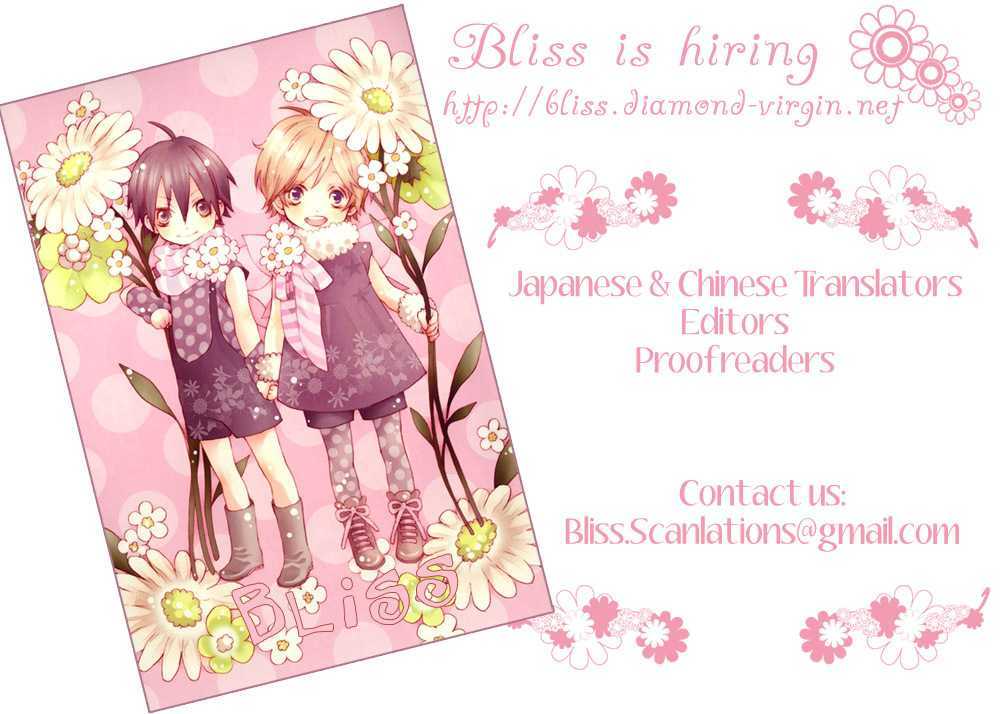 Bliss is hiring
http://bliss.diamond-virgin.net
Japanese & Chinese Translators
Editors
Proofreaders
Contact us:
Bliss.Scanlations@gmail.com
BLiSS